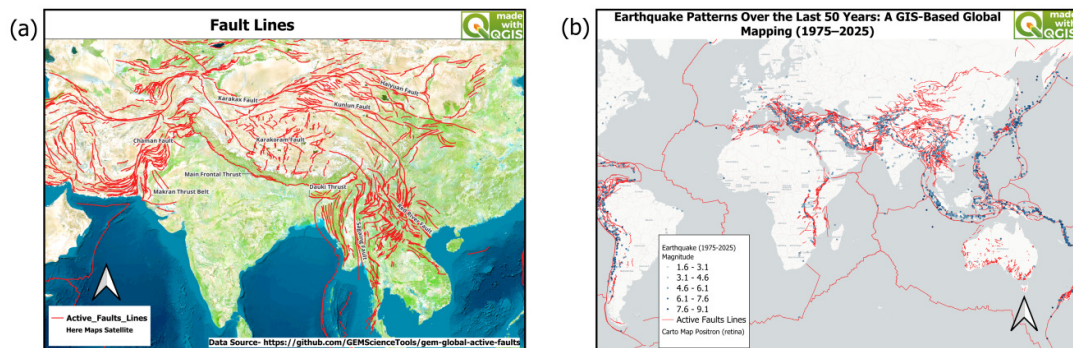 (a)
Fault Lines
made with
QGIS
Haiyuan Fault
Karakax Fault
Kunlun Fault
Chaman Fault
Karakoram Fault
Main Frontal Thrust
Dauki Thrust
Makran Thrust Belt
Sagaing Fault
Active_Faults_Lines
Here Maps Satellite
Data Source- https://github.com/GEMScienceTools/gem-global-active-faults
(b)
Earthquake Patterns Over the Last 50 Years: A GIS-Based Global
Mapping (1975–2025)
made with
QGIS
Earthquake (1975-2025)
Magnitude
1.6 - 3.1
3.1 - 4.6
4.6 - 6.1
6.1 - 7.6
7.6 - 9.1
Active Faults Lines
Carto Map Positron (retina)